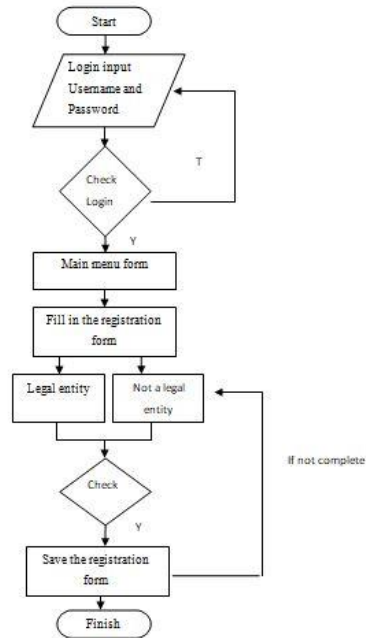 Start
Login input
Username and
Password
T
Check
Login
Y
Main menu form
Fill in the registration
form
Legal entity
Not a legal
entity
If not complete
Check
Y
Save the registration
form
Finish